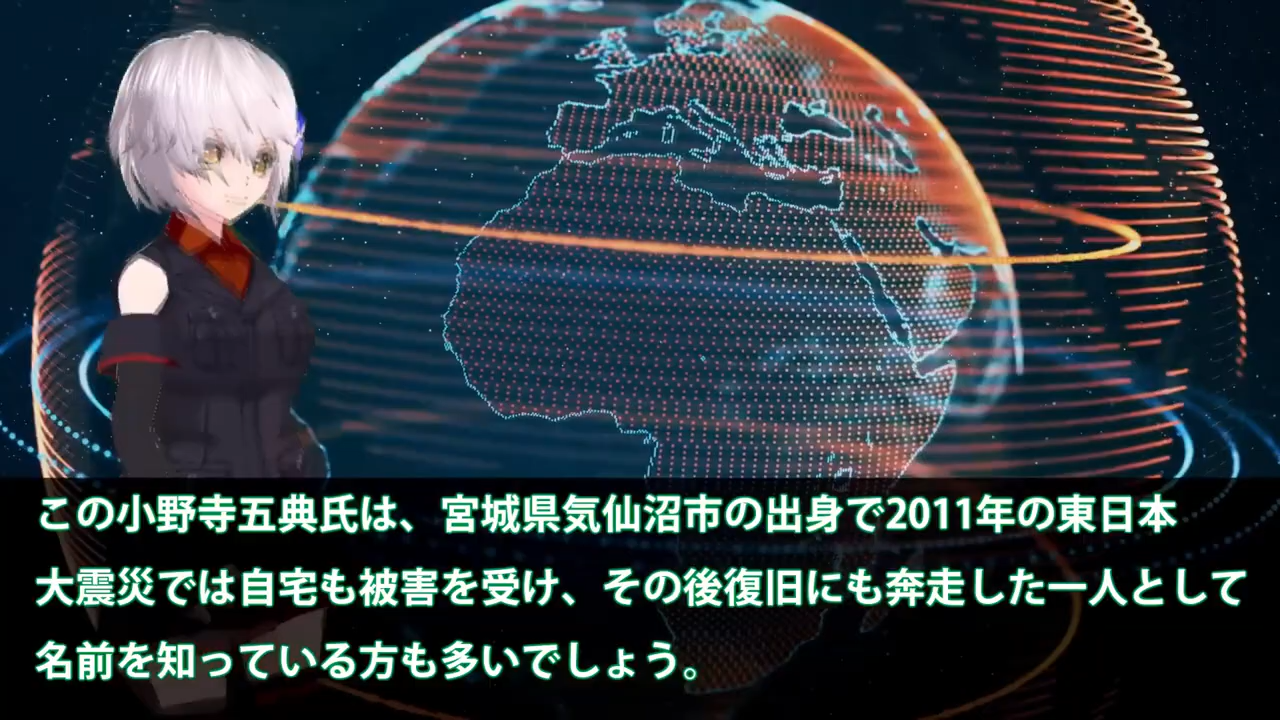 この小野寺五典氏は、宮城県気仙沼市の出身で2011年の東日本
大震災では自宅も被害を受け、その後復旧にも奔走した一人として
名前を知っている方も多いでしょう。